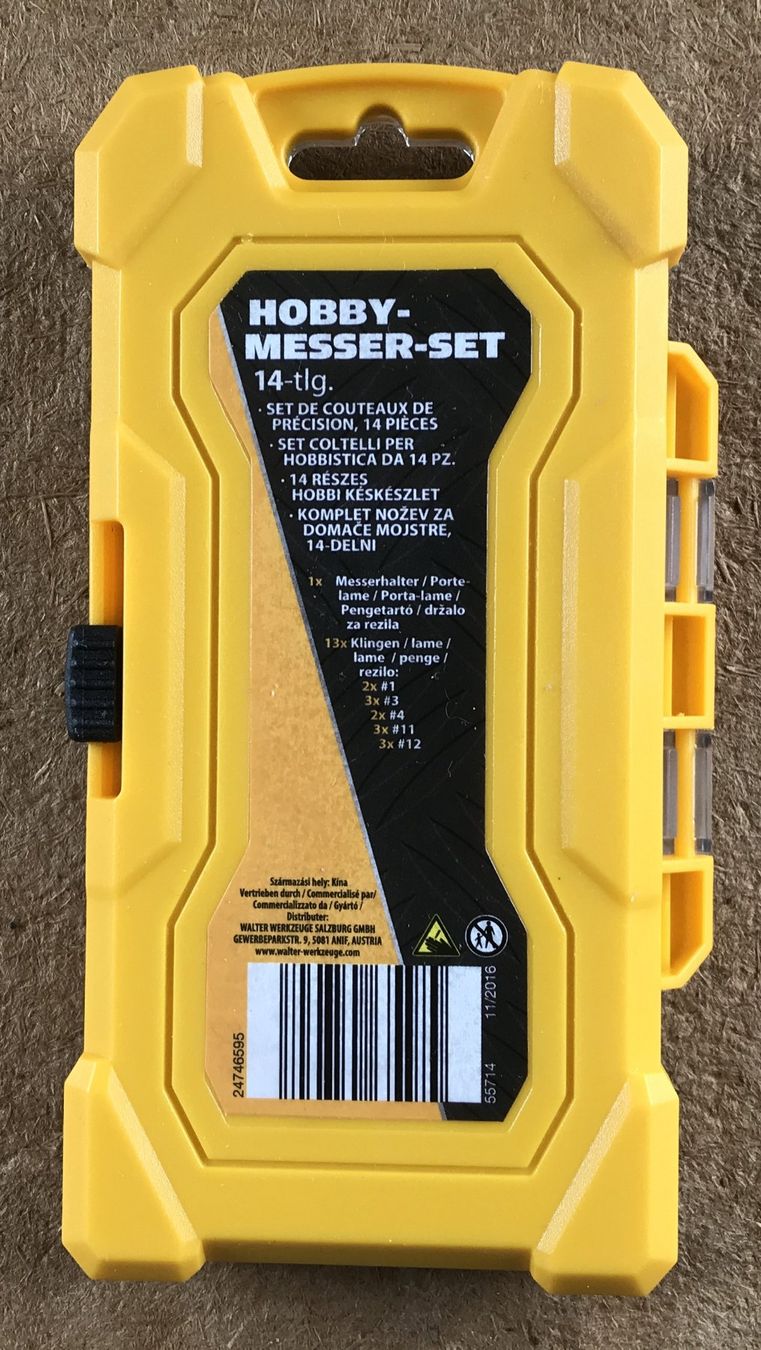 HOBBY-
MESSER-SET
14-tlg.
· SET DE COUTEAUX DE
PRÉCISION, 14 PIÈCES
· SET COLTELLI PER
HOBBISTICA DA 14 PZ.
· 14 RÉSZES
HOBBI KÉSKÉSZLET
· KOMPLET NOŽEV ZA
DOMAČE MOJSTRE,
14-DELNI
1x Messerhalter / Porte-
lame / Porta-lame /
Pengetartó / držalo
za rezila
13x Klingen / lame /
lame / penge /
rezilo:
2x #1
3x #3
2x #4
3x #11
3x #12
Származási hely: Kína
Vertrieben durch / Commercialisé par/
Commercializzato da / Gyártó /
Distributer:
WALTER WERKZEUGE SALZBURG GMBH
GEWERBEPARKSTR. 9, 5081 ANIF, AUSTRIA
www.walter-werkzeuge.com
24746595
55714 11/2016